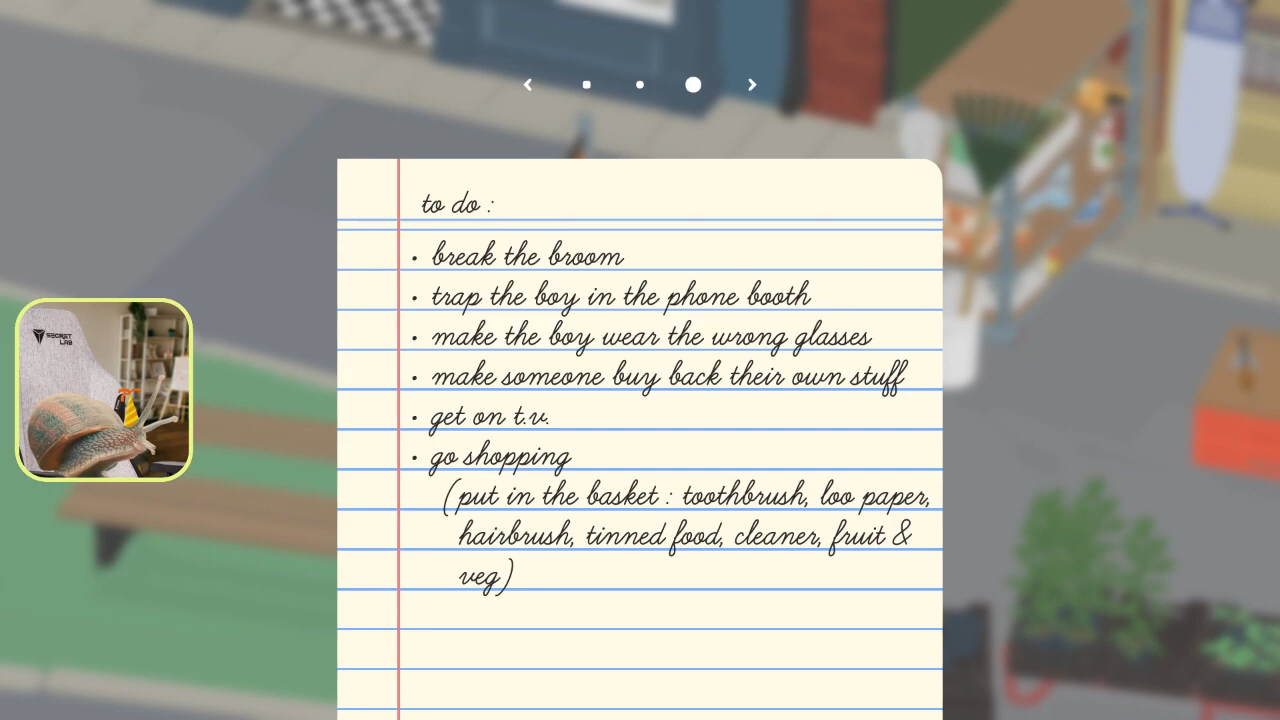 to do :
• break the broom
• trap the boy in the phone booth
• make the boy wear the wrong glasses
• make someone buy back their own stuff
• get on t.v.
• go shopping
(put in the basket : toothbrush, loo paper,
hairbrush, tinned food, cleaner, fruit &
veg)
SECRET
LAB